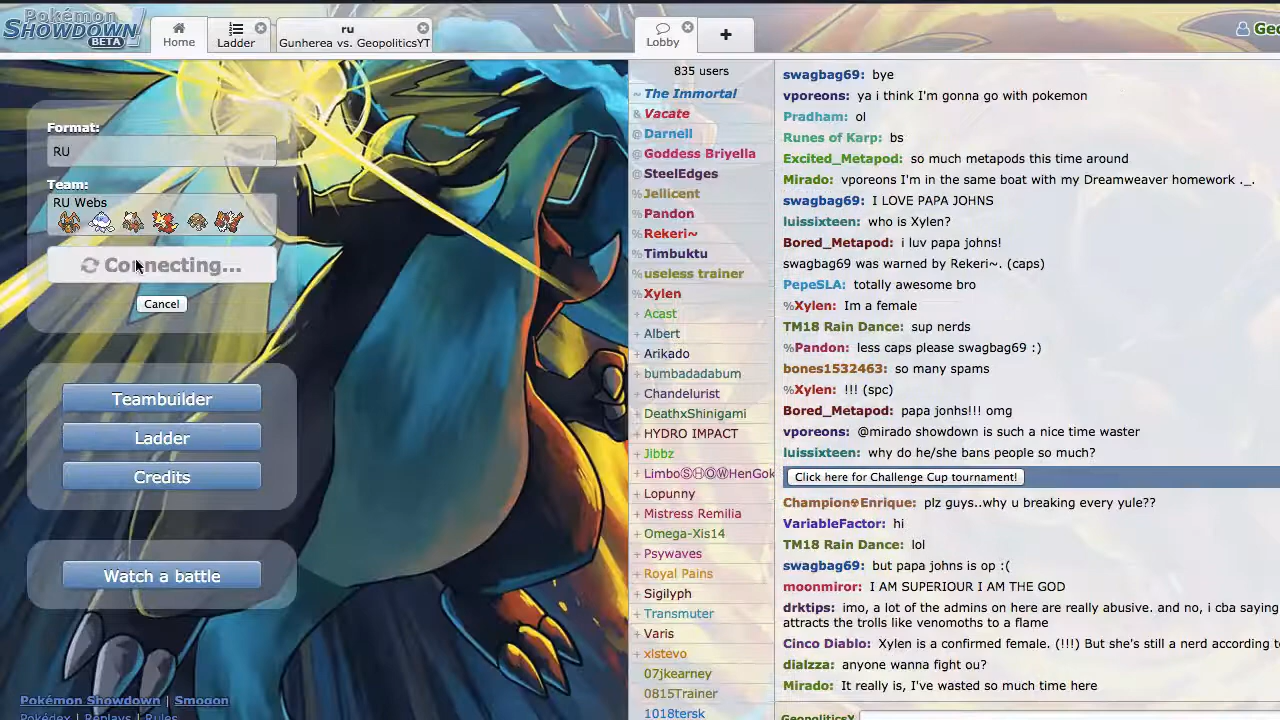 Pokémon
SHOWDOWN
BETA
Home
Ladder
ru
Gunherea vs. GeopoliticsYT
Lobby
+
Geo
Format:
RU
Team:
RU Webs
Connecting...
Cancel
Teambuilder
Ladder
Credits
Watch a battle
Pokémon Showdown | Smogon
Pokédex | Replays | Rules
835 users
~ The Immortal
& Vacate
@ Darnell
@ Goddess Briyella
@ SteelEdges
% Jellicent
% Pandon
% Rekeri~
% Timbuktu
% useless trainer
% Xylen
+ Acast
+ Albert
+ Arikado
+ bumbadadabum
+ Chandelurist
+ DeathxShinigami
+ HYDRO IMPACT
+ Jibbz
+ LimboⓈⒽⓄⓌHenGok
+ Lopunny
+ Mistress Remilia
+ Omega-Xis14
+ Psywaves
+ Royal Pains
+ Sigilyph
+ Transmuter
+ Varis
+ xlstevo
07jkearney
0815Trainer
1018tersk
swagbag69: bye
vporeons: ya i think I'm gonna go with pokemon
Pradham: ol
Runes of Karp: bs
Excited_Metapod: so much metapods this time around
Mirado: vporeons I'm in the same boat with my Dreamweaver homework ._.
swagbag69: I LOVE PAPA JOHNS
luissixteen: who is Xylen?
Bored_Metapod: i luv papa johns!
swagbag69 was warned by Rekeri~. (caps)
PepeSLA: totally awesome bro
%Xylen: Im a female
TM18 Rain Dance: sup nerds
%Pandon: less caps please swagbag69 :)
bones1532463: so many spams
%Xylen: !!! (spc)
Bored_Metapod: papa jonhs!!! omg
vporeons: @mirado showdown is such a nice time waster
luissixteen: why do he/she bans people so much?
Click here for Challenge Cup tournament!
Champion☢Enrique: plz guys..why u breaking every yule??
VariableFactor: hi
TM18 Rain Dance: lol
swagbag69: but papa johns is op :(
moonmiror: I AM SUPERIOUR I AM THE GOD
drktips: imo, a lot of the admins on here are really abusive. and no, i cba saying
attracts the trolls like venomoths to a flame
Cinco Diablo: Xylen is a confirmed female. (!!!) But she's still a nerd according to
dialzza: anyone wanna fight ou?
Mirado: It really is, I've wasted so much time here
GeopoliticsY